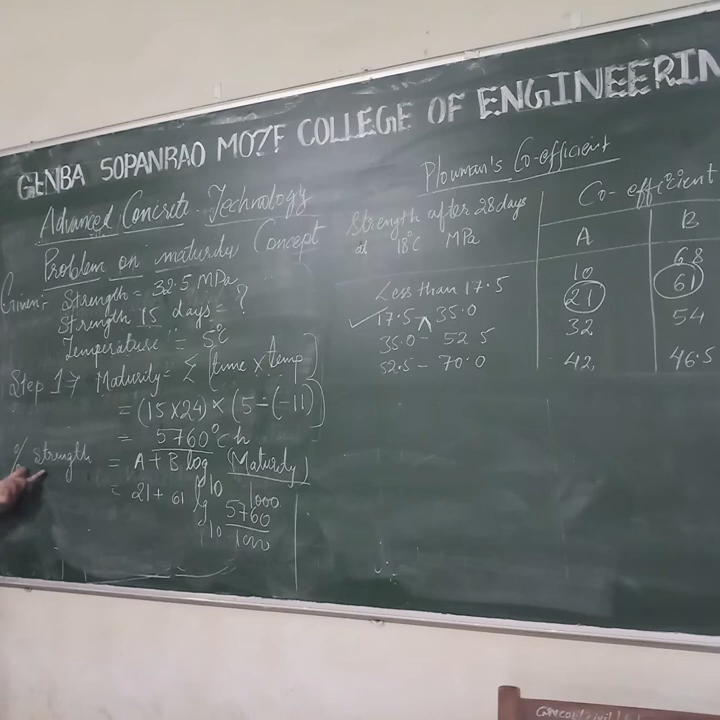 GENBA SOPANRAO MOZE COLLEGE OF ENGINEERIN
Advanced Concrete Technology
Problem on maturity Concept
Given:- Strength = 32.5 MPa
Strength 15 days = ?
Temperature = 5°C
Step 1 → Maturity = Σ (time × temp)
= (15×24) × (5-(-11))
= 5760°C h
% Strength = A + B log10 (Maturity) / 1000
= 21 + 61 log10 5760 / 1000
Plowman's Co-efficient
Strength after 28 days at 18°C MPa
Co-efficient
A B
Less than 17.5 10 68
✓ 17.5 - 35.0 21 61
35.0 - 52.5 32 54
52.5 - 70.0 42 46.5